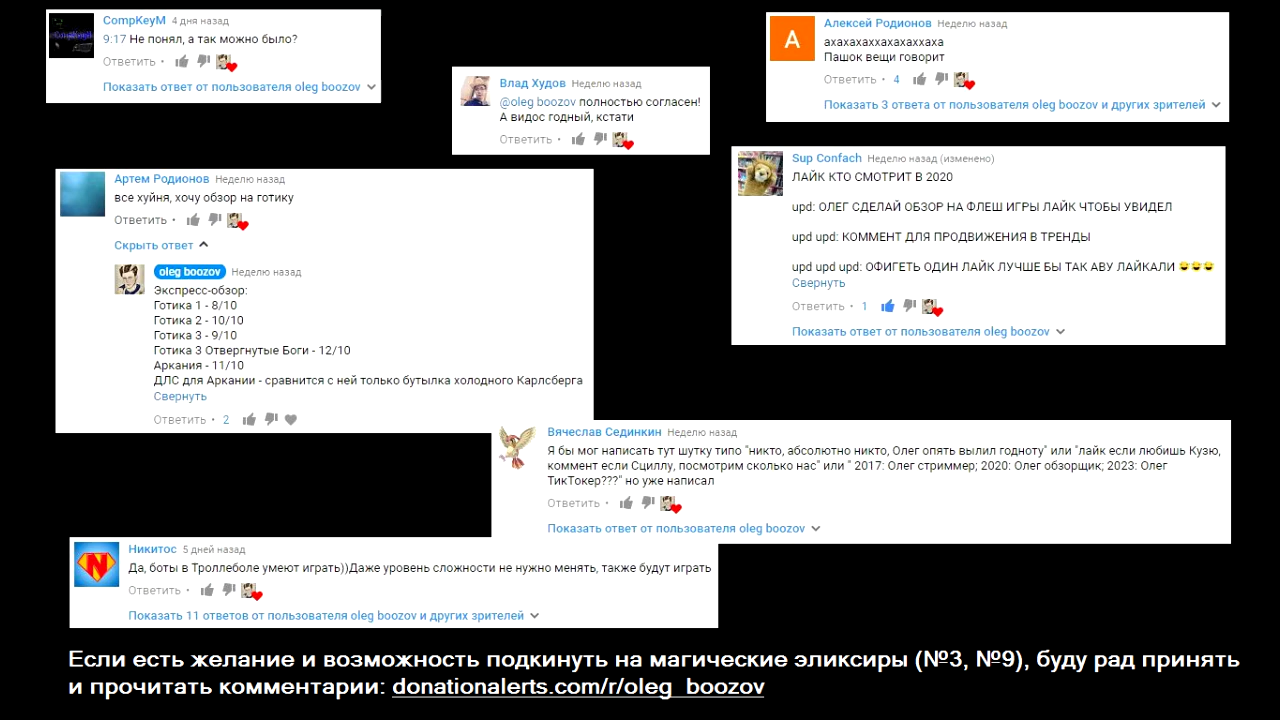 CompKeyM 4 дня назад
9:17 Не понял, а так можно было?
Ответить •
Показать ответ от пользователя oleg boozov
Влад Худов Неделю назад
@oleg boozov полностью согласен!
А видос годный, кстати
Ответить •
А
Алексей Родионов Неделю назад
ахахахаххахахаххаха
Пашок вещи говорит
Ответить • 4
Показать 3 ответа от пользователя oleg boozov и других зрителей
Артем Родионов Неделю назад
все хуйня, хочу обзор на готику
Ответить •
Скрыть ответ
oleg boozov Неделю назад
Экспресс-обзор:
Готика 1 - 8/10
Готика 2 - 10/10
Готика 3 - 9/10
Готика 3 Отвергнутые Боги - 12/10
Аркания - 11/10
ДЛС для Аркании - сравнится с ней только бутылка холодного Карлсберга
Свернуть
Ответить • 2
Sup Confach Неделю назад (изменено)
ЛАЙК КТО СМОТРИТ В 2020
upd: ОЛЕГ СДЕЛАЙ ОБЗОР НА ФЛЕШ ИГРЫ ЛАЙК ЧТОБЫ УВИДЕЛ
upd upd: КОММЕНТ ДЛЯ ПРОДВИЖЕНИЯ В ТРЕНДЫ
upd upd upd: ОФИГЕТЬ ОДИН ЛАЙК ЛУЧШЕ БЫ ТАК АВУ ЛАЙКАЛИ 😂😂😂
Свернуть
Ответить • 1
Показать ответ от пользователя oleg boozov
Вячеслав Сединкин Неделю назад
Я бы мог написать тут шутку типо "никто, абсолютно никто, Олег опять вылил годноту" или "лайк если любишь Кузю,
коммент если Сциллу, посмотрим сколько нас" или " 2017: Олег стриммер; 2020: Олег обзорщик; 2023: Олег
ТикТокер???" но уже написал
Ответить •
Показать ответ от пользователя oleg boozov
N
Никитос 5 дней назад
Да, боты в Троллеболе умеют играть))Даже уровень сложности не нужно менять, также будут играть
Ответить •
Показать 11 ответов от пользователя oleg boozov и других зрителей
Если есть желание и возможность подкинуть на магические эликсиры (№3, №9), буду рад принять
и прочитать комментарии: donationalerts.com/r/oleg_boozov